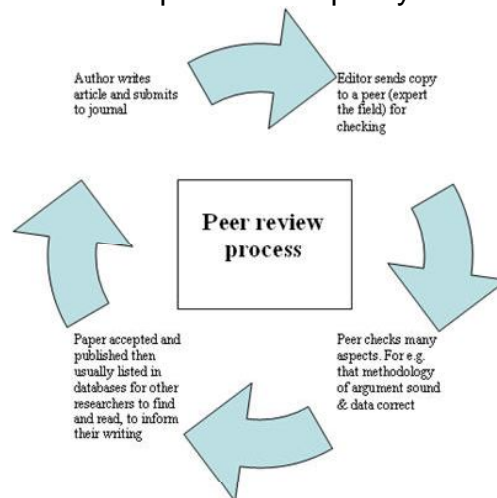 Author writes
article and submits
to journal
Editor sends copy
to a peer (expert
the field) for
checking
Peer review
process
Peer checks many
aspects. For e.g.
that methodology
of argument sound
& data correct
Paper accepted and
published then
usually listed in
databases for other
researchers to find
and read, to inform
their writing